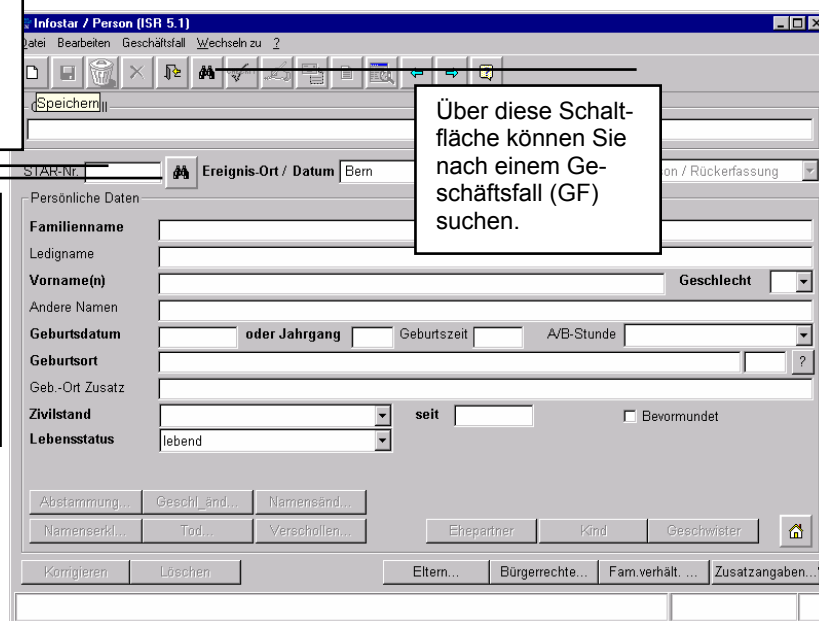 Infostar / Person (ISR 5.1)
Datei Bearbeiten Geschäftsfall Wechseln zu ?
Speichern
Über diese Schalt-
fläche können Sie
nach einem Ge-
schäftsfall (GF)
suchen.
STAR-Nr. Ereignis-Ort / Datum Bern / Rückerfassung
Persönliche Daten
Familienname
Ledigname
Vorname(n) Geschlecht
Andere Namen
Geburtsdatum oder Jahrgang Geburtszeit A/B-Stunde
Geburtsort ?
Geb.-Ort Zusatz
Zivilstand seit Bevormundet
Lebensstatus lebend
Abstammung... Geschl_änd... Namensänd...
Namenserkl... Tod... Verschollen... Ehepartner Kind Geschwister
Korrigieren Löschen Eltern... Bürgerrechte... Fam.verhält. ... Zusatzangaben...